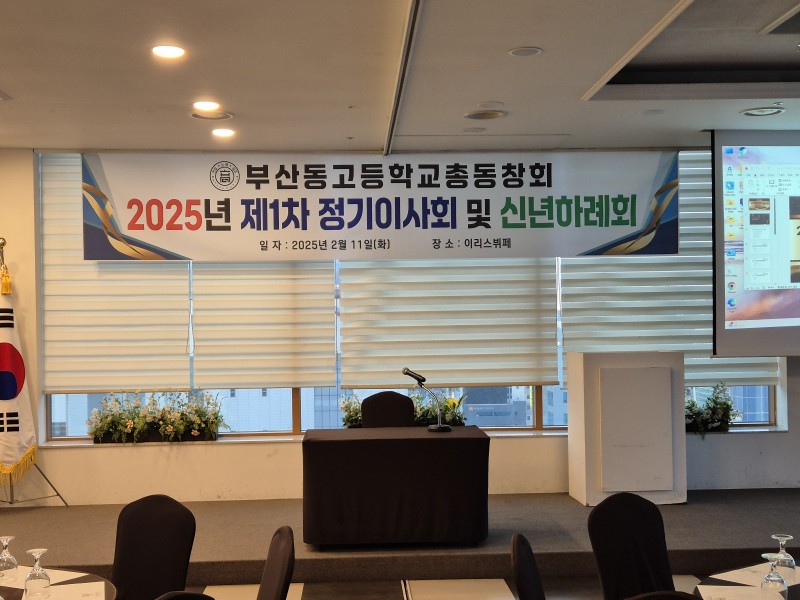 부산동고등학교총동창회
2025년 제1차 정기이사회 및 신년하례회
일 시 : 2025년 2월 11일(화) 장 소 : 이리스뷔페